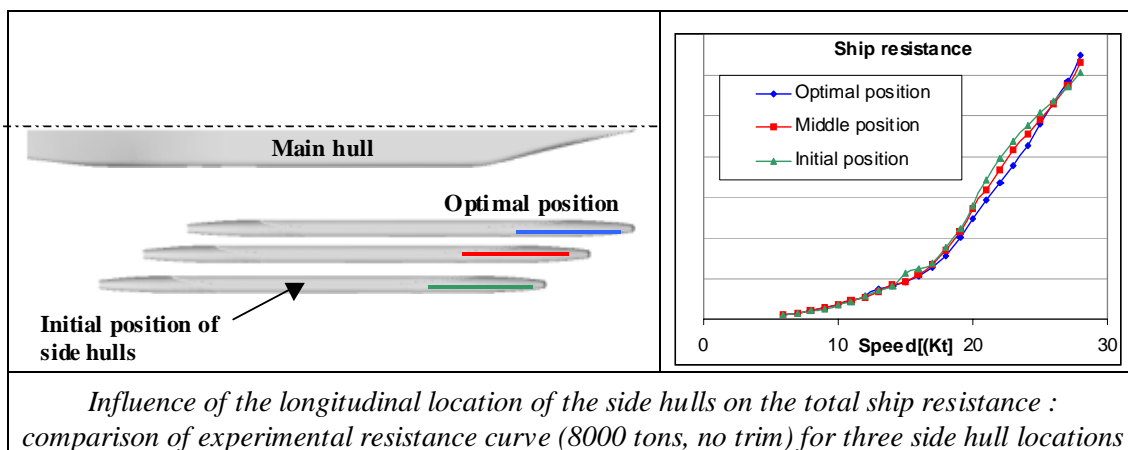 Main hull
Optimal position
Initial position of
side hulls
Ship resistance
Optimal position
Middle position
Initial position
0
10
20
30
Speed[(Kt]
Influence of the longitudinal location of the side hulls on the total ship resistance :
comparison of experimental resistance curve (8000 tons, no trim) for three side hull locations